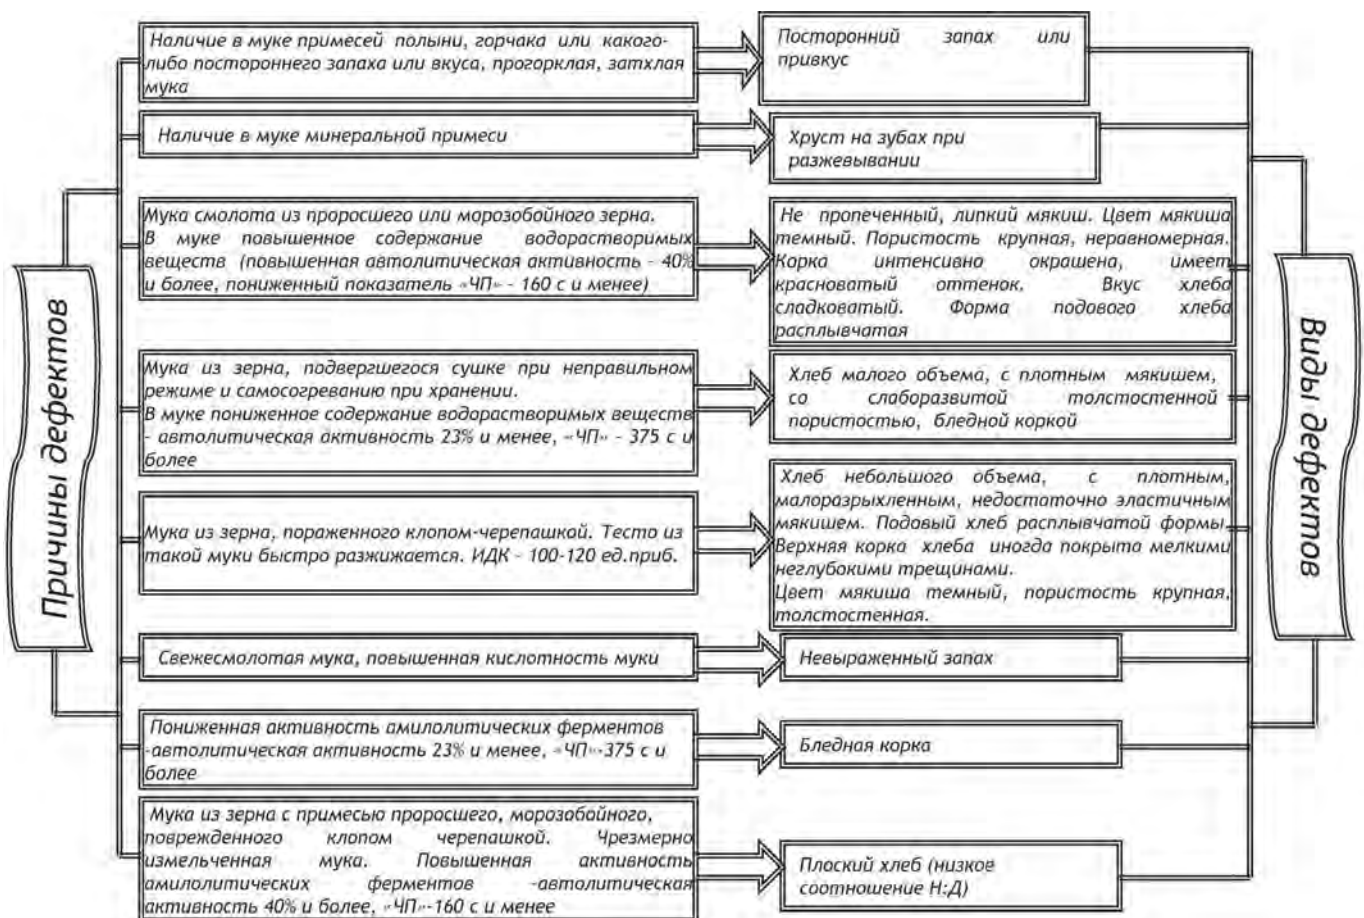 Причины дефектов
Наличие в муке примесей полыни, горчака или какого-
либо постороннего запаха или вкуса, прогорклая, затхлая
мука
Посторонний запах или
привкус
Наличие в муке минеральной примеси
Хруст на зубах при
разжевывании
Мука смолота из проросшего или морозобойного зерна.
В муке повышенное содержание водорастворимых
веществ (повышенная автолитическая активность - 40%
и более, пониженный показатель «ЧП» - 160 с и менее)
Не пропеченный, липкий мякиш. Цвет мякиша
темный. Пористость крупная, неравномерная.
Корка интенсивно окрашена, имеет
красноватый оттенок. Вкус хлеба
сладковатый. Форма подового хлеба
расплывчатая
Мука из зерна, подвергшегося сушке при неправильном
режиме и самосогреванию при хранении.
В муке пониженное содержание водорастворимых веществ
- автолитическая активность 23% и менее, «ЧП» - 375 с и
более
Хлеб малого объема, с плотным мякишем,
со слаборазвитой толстостенной
пористостью, бледной коркой
Мука из зерна, пораженного клопом-черепашкой. Тесто из
такой муки быстро разжижается. ИДК - 100-120 ед.приб.
Хлеб небольшого объема, с плотным,
малоразрыхленным, недостаточно эластичным
мякишем. Подовый хлеб расплывчатой формы.
Верхняя корка хлеба иногда покрыта мелкими
неглубокими трещинами.
Цвет мякиша темный, пористость крупная,
толстостенная.
Свежесмолотая мука, повышенная кислотность муки
Невыраженный запах
Пониженная активность амилолитических ферментов
-автолитическая активность 23% и менее, «ЧП»-375 с и
более
Бледная корка
Мука из зерна с примесью проросшего, морозобойного,
поврежденного клопом черепашкой. Чрезмерно
измельченная мука. Повышенная активность
амилолитических ферментов -автолитическая
активность 40% и более, «ЧП»-160 с и менее
Плоский хлеб (низкое
соотношение Н:Д)
Виды дефектов